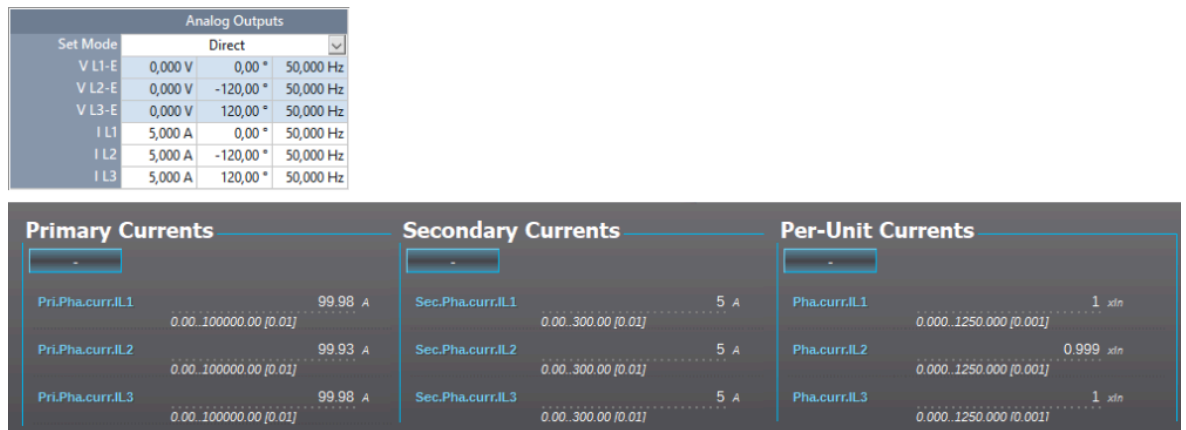 Analog Outputs
Set Mode Direct
V L1-E 0,000 V 0,00 ° 50,000 Hz
V L2-E 0,000 V -120,00 ° 50,000 Hz
V L3-E 0,000 V 120,00 ° 50,000 Hz
I L1 5,000 A 0,00 ° 50,000 Hz
I L2 5,000 A -120,00 ° 50,000 Hz
I L3 5,000 A 120,00 ° 50,000 Hz
Primary Currents Secondary Currents Per-Unit Currents
- - -
Pri.Pha.curr.IL1 99.98 A Sec.Pha.curr.IL1 5 A Pha.curr.IL1 1 xIn
0.00..100000.00 [0.01] 0.00..300.00 [0.01] 0.000..1250.000 [0.001]
Pri.Pha.curr.IL2 99.93 A Sec.Pha.curr.IL2 5 A Pha.curr.IL2 0.999 xIn
0.00..100000.00 [0.01] 0.00..300.00 [0.01] 0.000..1250.000 [0.001]
Pri.Pha.curr.IL3 99.98 A Sec.Pha.curr.IL3 5 A Pha.curr.IL3 1 xIn
0.00..100000.00 [0.01] 0.00..300.00 [0.01] 0.000..1250.000 [0.001]